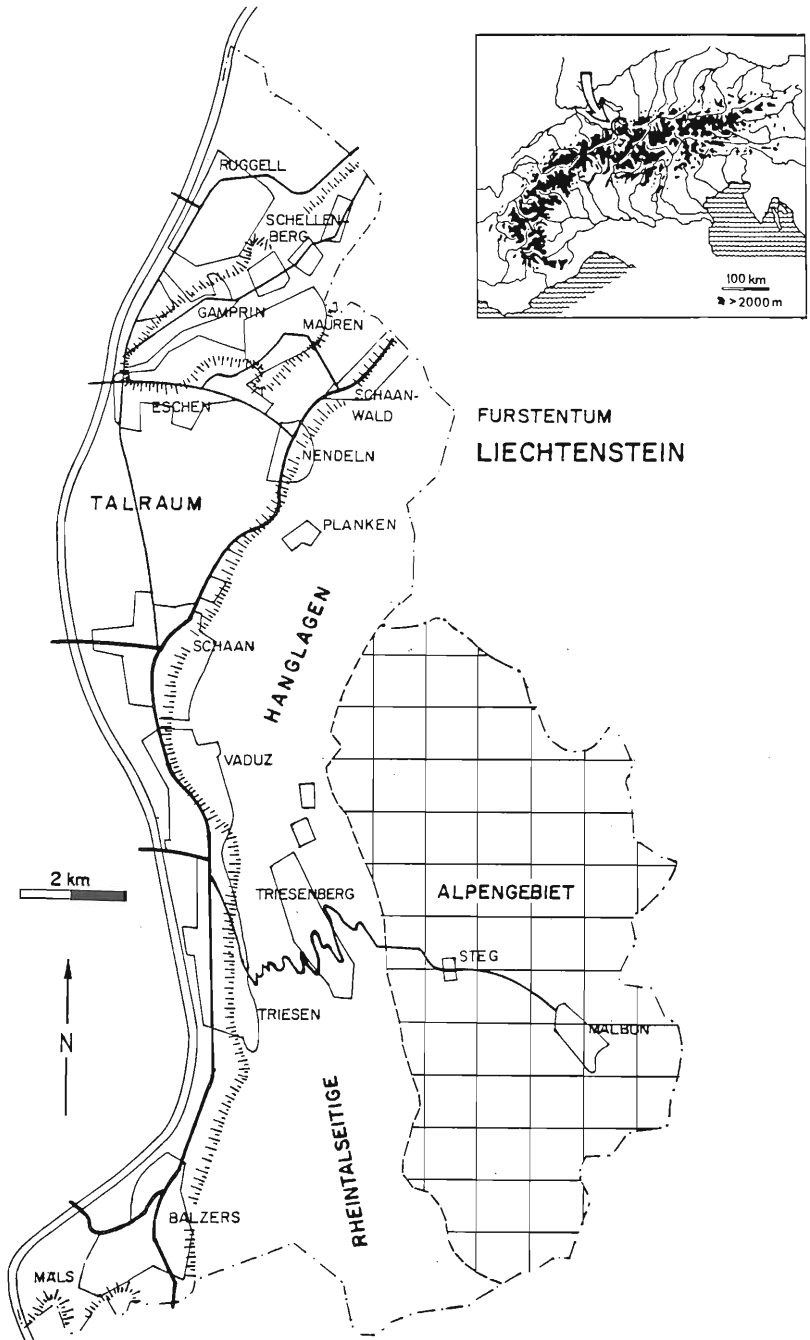 100 km
> 2000 m
RUGGELL
SCHELLEN-
BERG
GAMPRIN
MAUREN
ESCHEN
SCHAAN-
WALD
NENDELN
FURSTENTUM
LIECHTENSTEIN
TALRAUM
PLANKEN
SCHAAN
HANGLAGEN
VADUZ
2 km
TRIESENBERG
ALPENGEBIET
STEG
TRIESEN
MALBUN
N
RHEINTALSEITIGE
BALZERS
MÄLS